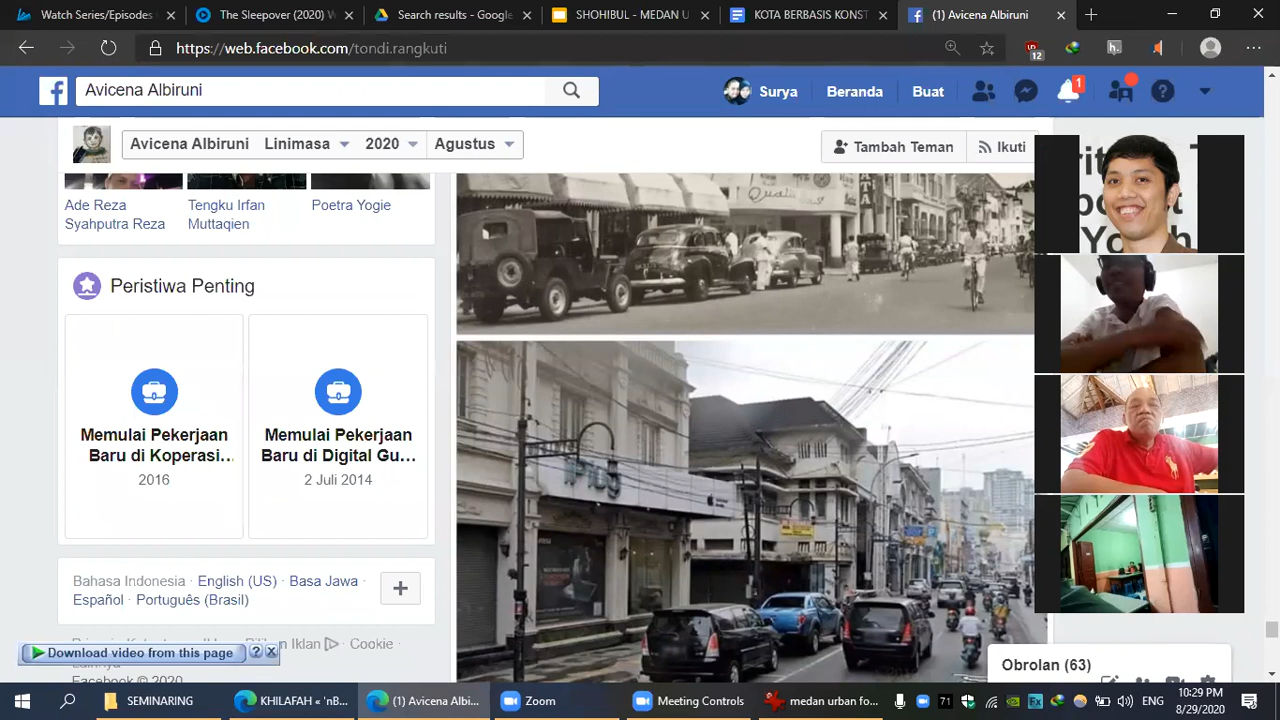 Watch Series/Episodes
The Sleepover (2020) W
Search results – Google
SHOHIBUL - MEDAN U
KOTA BERBASIS KONST
(1) Avicena Albiruni
https://web.facebook.com/tondi.rangkuti
12
Avicena Albiruni
Surya
Beranda
Buat
1
Avicena Albiruni
Linimasa
2020
Agustus
Tambah Teman
Ikuti
Ade Reza
Syahputra Reza
Tengku Irfan
Muttaqien
Poetra Yogie
Peristiwa Penting
Memulai Pekerjaan
Baru di Koperasi...
2016
Memulai Pekerjaan
Baru di Digital Gu...
2 Juli 2014
Bahasa Indonesia · English (US) · Basa Jawa ·
Español · Português (Brasil)
Iklan
Cookie
Download video from this page
Facebook © 2020
Obrolan (63)
SEMINARING
KHILAFAH « 'nB...
(1) Avicena Albi...
Zoom
Meeting Controls
medan urban fo...
71
ENG
10:29 PM
8/29/2020